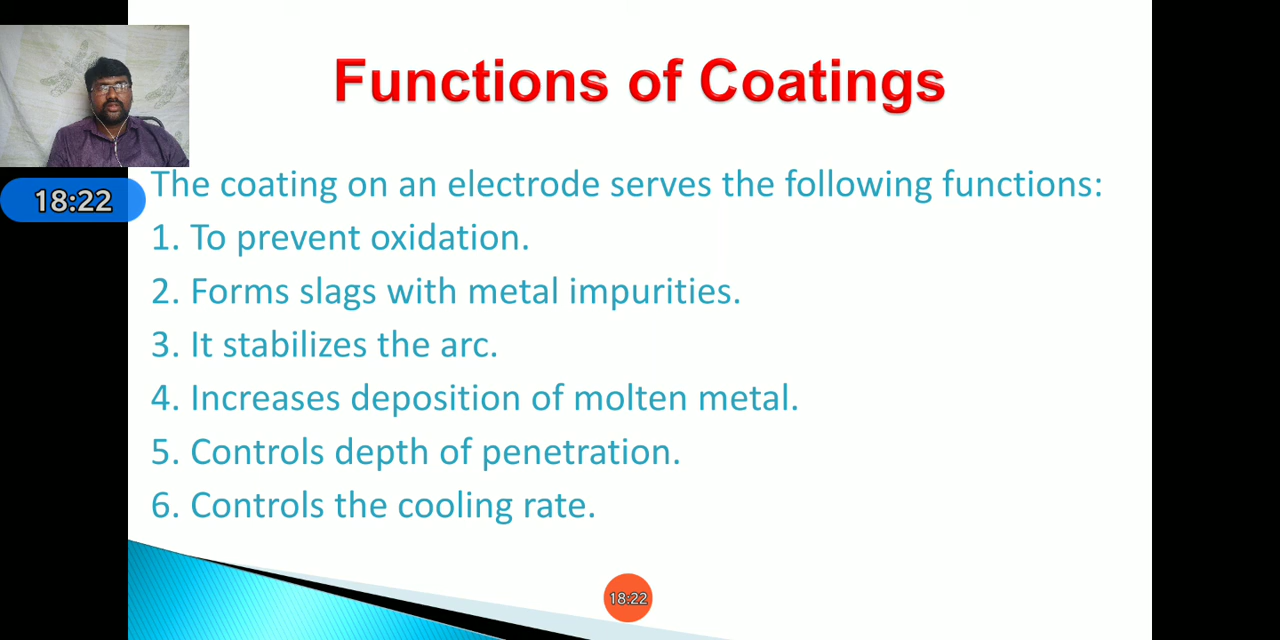 Functions of Coatings
18:22
The coating on an electrode serves the following functions:
1. To prevent oxidation.
2. Forms slags with metal impurities.
3. It stabilizes the arc.
4. Increases deposition of molten metal.
5. Controls depth of penetration.
6. Controls the cooling rate.
18:22